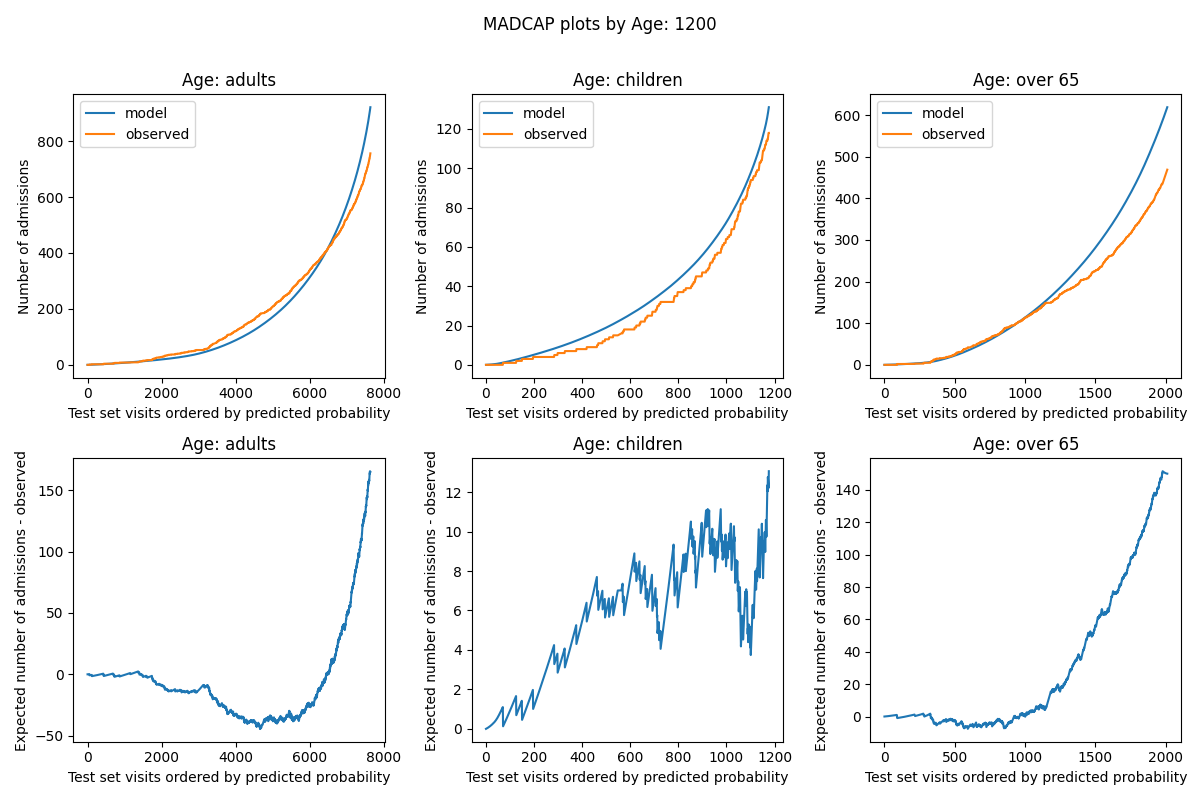 MADCAP plots by Age: 1200
Age: adults
Age: children
Age: over 65
Number of admissions
800
600
400
200
0
model
observed
0
2000
4000
6000
8000
Test set visits ordered by predicted probability
Number of admissions
120
100
80
60
40
20
0
model
observed
0
200
400
600
800
1000
1200
Test set visits ordered by predicted probability
Number of admissions
600
500
400
300
200
100
0
model
observed
0
500
1000
1500
2000
Test set visits ordered by predicted probability
Age: adults
Age: children
Age: over 65
Expected number of admissions - observed
150
100
50
0
−50
0
2000
4000
6000
8000
Test set visits ordered by predicted probability
Expected number of admissions - observed
12
10
8
6
4
2
0
0
200
400
600
800
1000
1200
Test set visits ordered by predicted probability
Expected number of admissions - observed
140
120
100
80
60
40
20
0
0
500
1000
1500
2000
Test set visits ordered by predicted probability